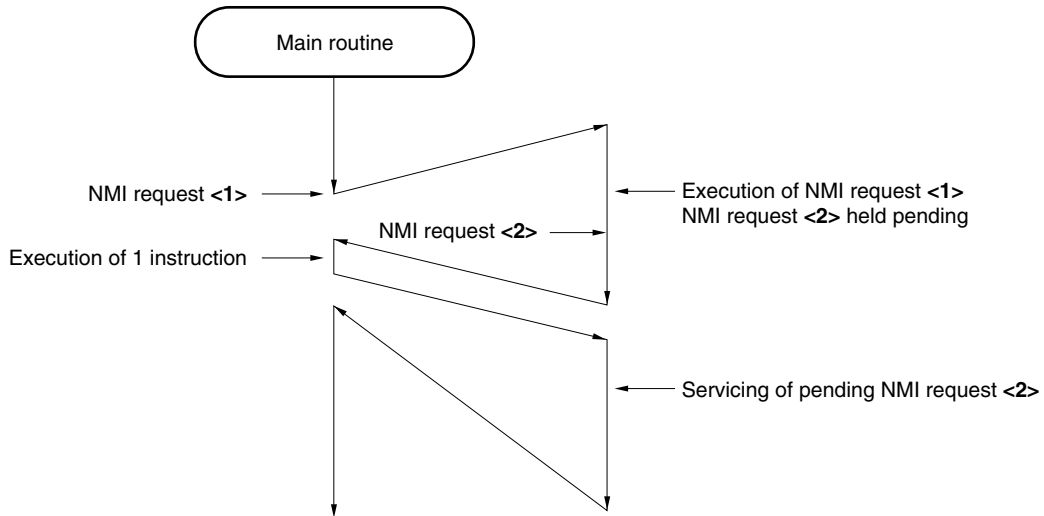 Main routine
NMI request <1>
Execution of NMI request <1>
NMI request <2> held pending
NMI request <2>
Execution of 1 instruction
Servicing of pending NMI request <2>